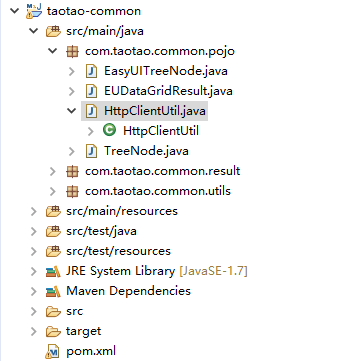 taotao-common
src/main/java
com.taotao.common.pojo
EasyUITreeNode.java
EUDataGridResult.java
HttpClientUtil.java
HttpClientUtil
TreeNode.java
com.taotao.common.result
com.taotao.common.utils
src/main/resources
src/test/java
src/test/resources
JRE System Library [JavaSE-1.7]
Maven Dependencies
src
target
pom.xml